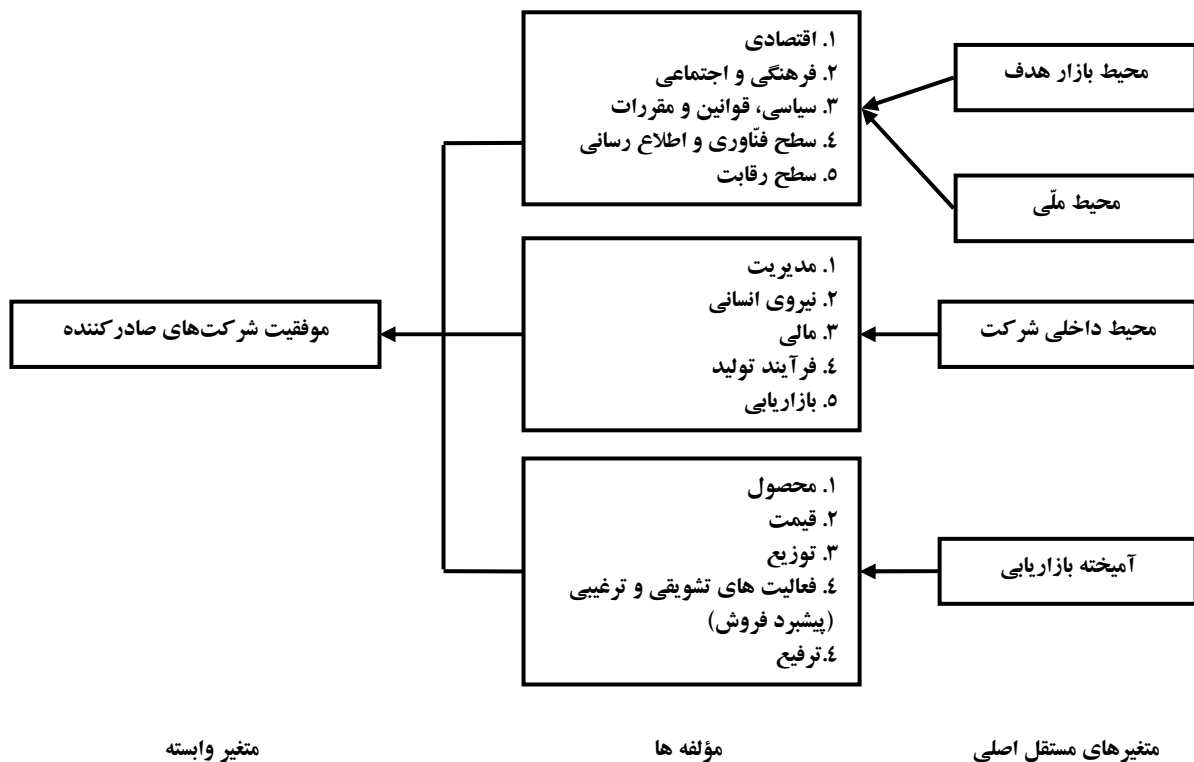 محیط بازار هدف
محیط ملّی
محیط داخلی شرکت
آمیخته بازاریابی
۱. اقتصادی
۲. فرهنگی و اجتماعی
۳. سیاسی، قوانین و مقررات
٤. سطح فنّاوری و اطلاع رسانی
٥. سطح رقابت
۱. مدیریت
۲. نیروی انسانی
۳. مالی
٤. فرآیند تولید
٥. بازاریابی
۱. محصول
۲. قیمت
۳. توزیع
٤. فعالیت های تشویقی و ترغیبی
(پیشبرد فروش)
٤.ترفیع
موفقیت شرکت‌های صادرکننده
متغیرهای مستقل اصلی
مؤلفه ها
متغیر وابسته